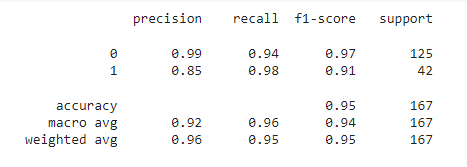 precision recall f1-score support
0 0.99 0.94 0.97 125
1 0.85 0.98 0.91 42
accuracy 0.95 167
macro avg 0.92 0.96 0.94 167
weighted avg 0.96 0.95 0.95 167